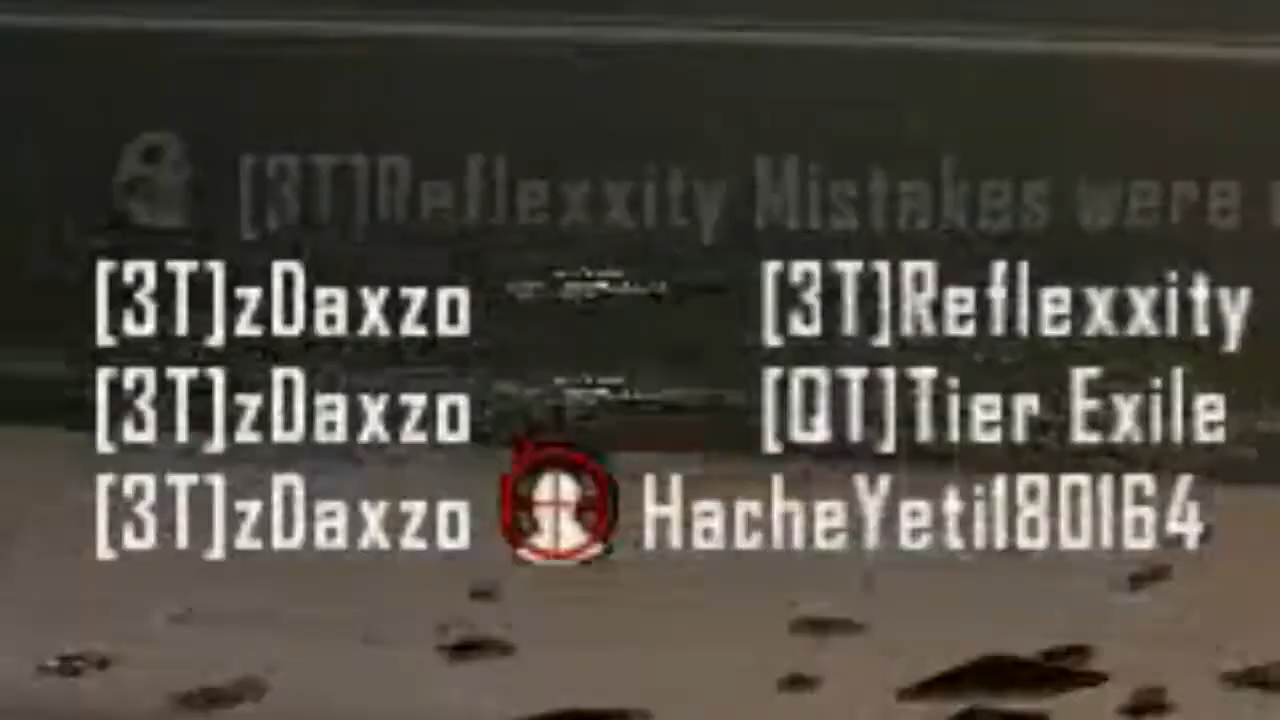 [3T]Reflexxity Mistakes were
[3T]zDaxzo [3T]Reflexxity
[3T]zDaxzo [QT]Tier Exile
[3T]zDaxzo HacheYeti180164